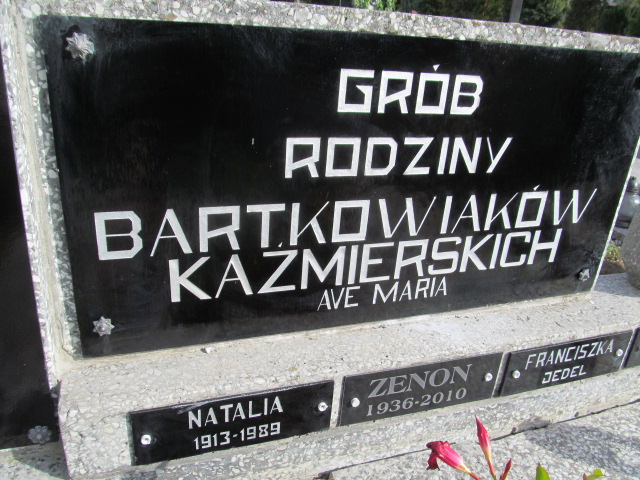 GRÓB
RODZINY
BARTKOWIAKÓW
KAŹMIERSKICH
AVE MARIA
NATALIA
1913-1989
ZENON
1936-2010
FRANCISZKA
JEDEL